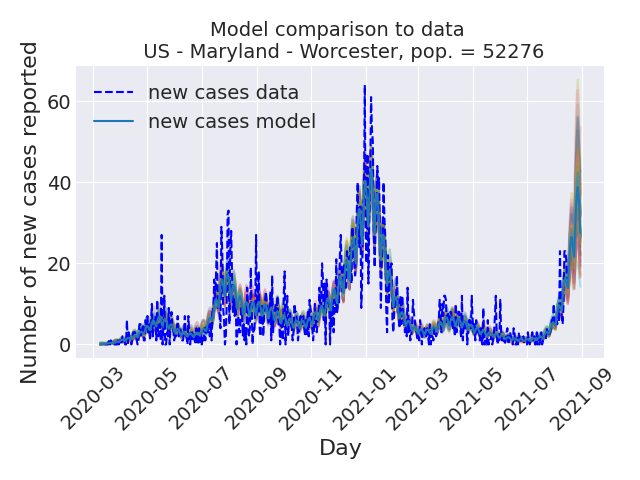 Model comparison to data
US - Maryland - Worcester, pop. = 52276
Number of new cases reported
60
40
20
0
new cases data
new cases model
2020-03
2020-05
2020-07
2020-09
2020-11
2021-01
2021-03
2021-05
2021-07
2021-09
Day